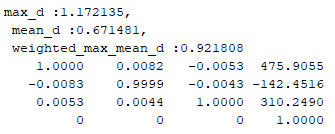 max_d :1.172135,
mean_d :0.671481,
weighted_max_mean_d :0.921808
1.0000 0.0082 -0.0053 475.9055
-0.0083 0.9999 -0.0043 -142.4516
0.0053 0.0044 1.0000 310.2490
0 0 0 1.0000